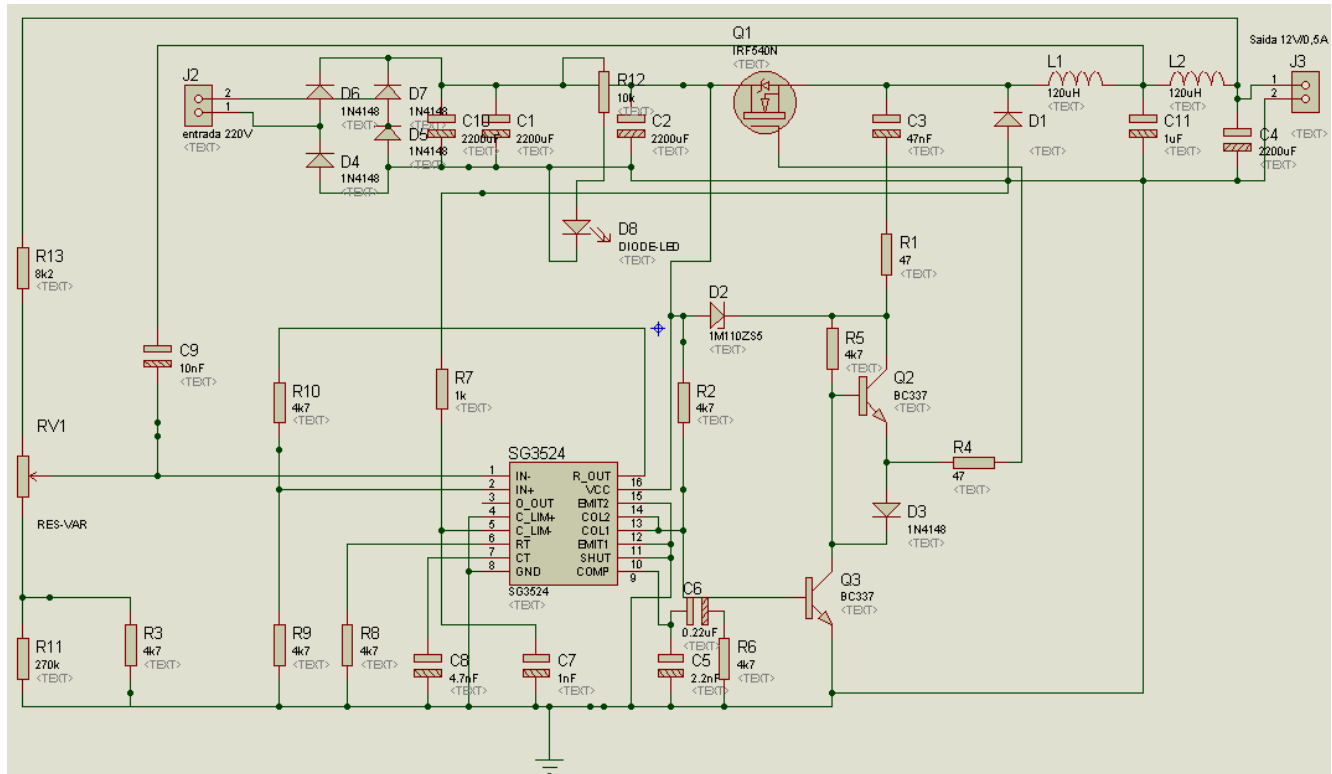 Q1
IRF540N
<TEXT>
Saida 12V/0,5A
J2
2
1
entrada 220V
<TEXT>
D6
1N4148
<TEXT>
D7
1N4148
<TEXT>
D5
1N4148
<TEXT>
D4
1N4148
<TEXT>
C10
2200uF
<TEXT>
C1
2200uF
<TEXT>
R12
10k
<TEXT>
C2
2200uF
<TEXT>
C3
47nF
<TEXT>
D1
<TEXT>
L1
120uH
<TEXT>
L2
120uH
<TEXT>
C11
1uF
<TEXT>
C4
2200uF
<TEXT>
J3
1
2
<TEXT>
D8
DIODE-LED
<TEXT>
R13
8k2
<TEXT>
R1
47
<TEXT>
D2
1M110ZS5
<TEXT>
R5
4k7
<TEXT>
C9
10nF
<TEXT>
R10
4k7
<TEXT>
R7
1k
<TEXT>
R2
4k7
<TEXT>
Q2
BC337
<TEXT>
RV1
RES-VAR
R4
47
<TEXT>
D3
1N4148
<TEXT>
SG3524
1 IN- R_OUT 16
2 IN+ VCC 15
3 O_OUT EMIT2 14
4 C_LIM+ COL2 13
5 C_LIM- COL1 12
6 RT EMIT1 11
7 CT SHUT 10
8 GND COMP 9
SG3524
<TEXT>
Q3
BC337
<TEXT>
C6
0.22uF
<TEXT>
R11
270k
<TEXT>
R3
4k7
<TEXT>
R9
4k7
<TEXT>
R8
4k7
<TEXT>
C8
4.7nF
<TEXT>
C7
1nF
<TEXT>
C5
2.2nF
<TEXT>
R6
4k7
<TEXT>